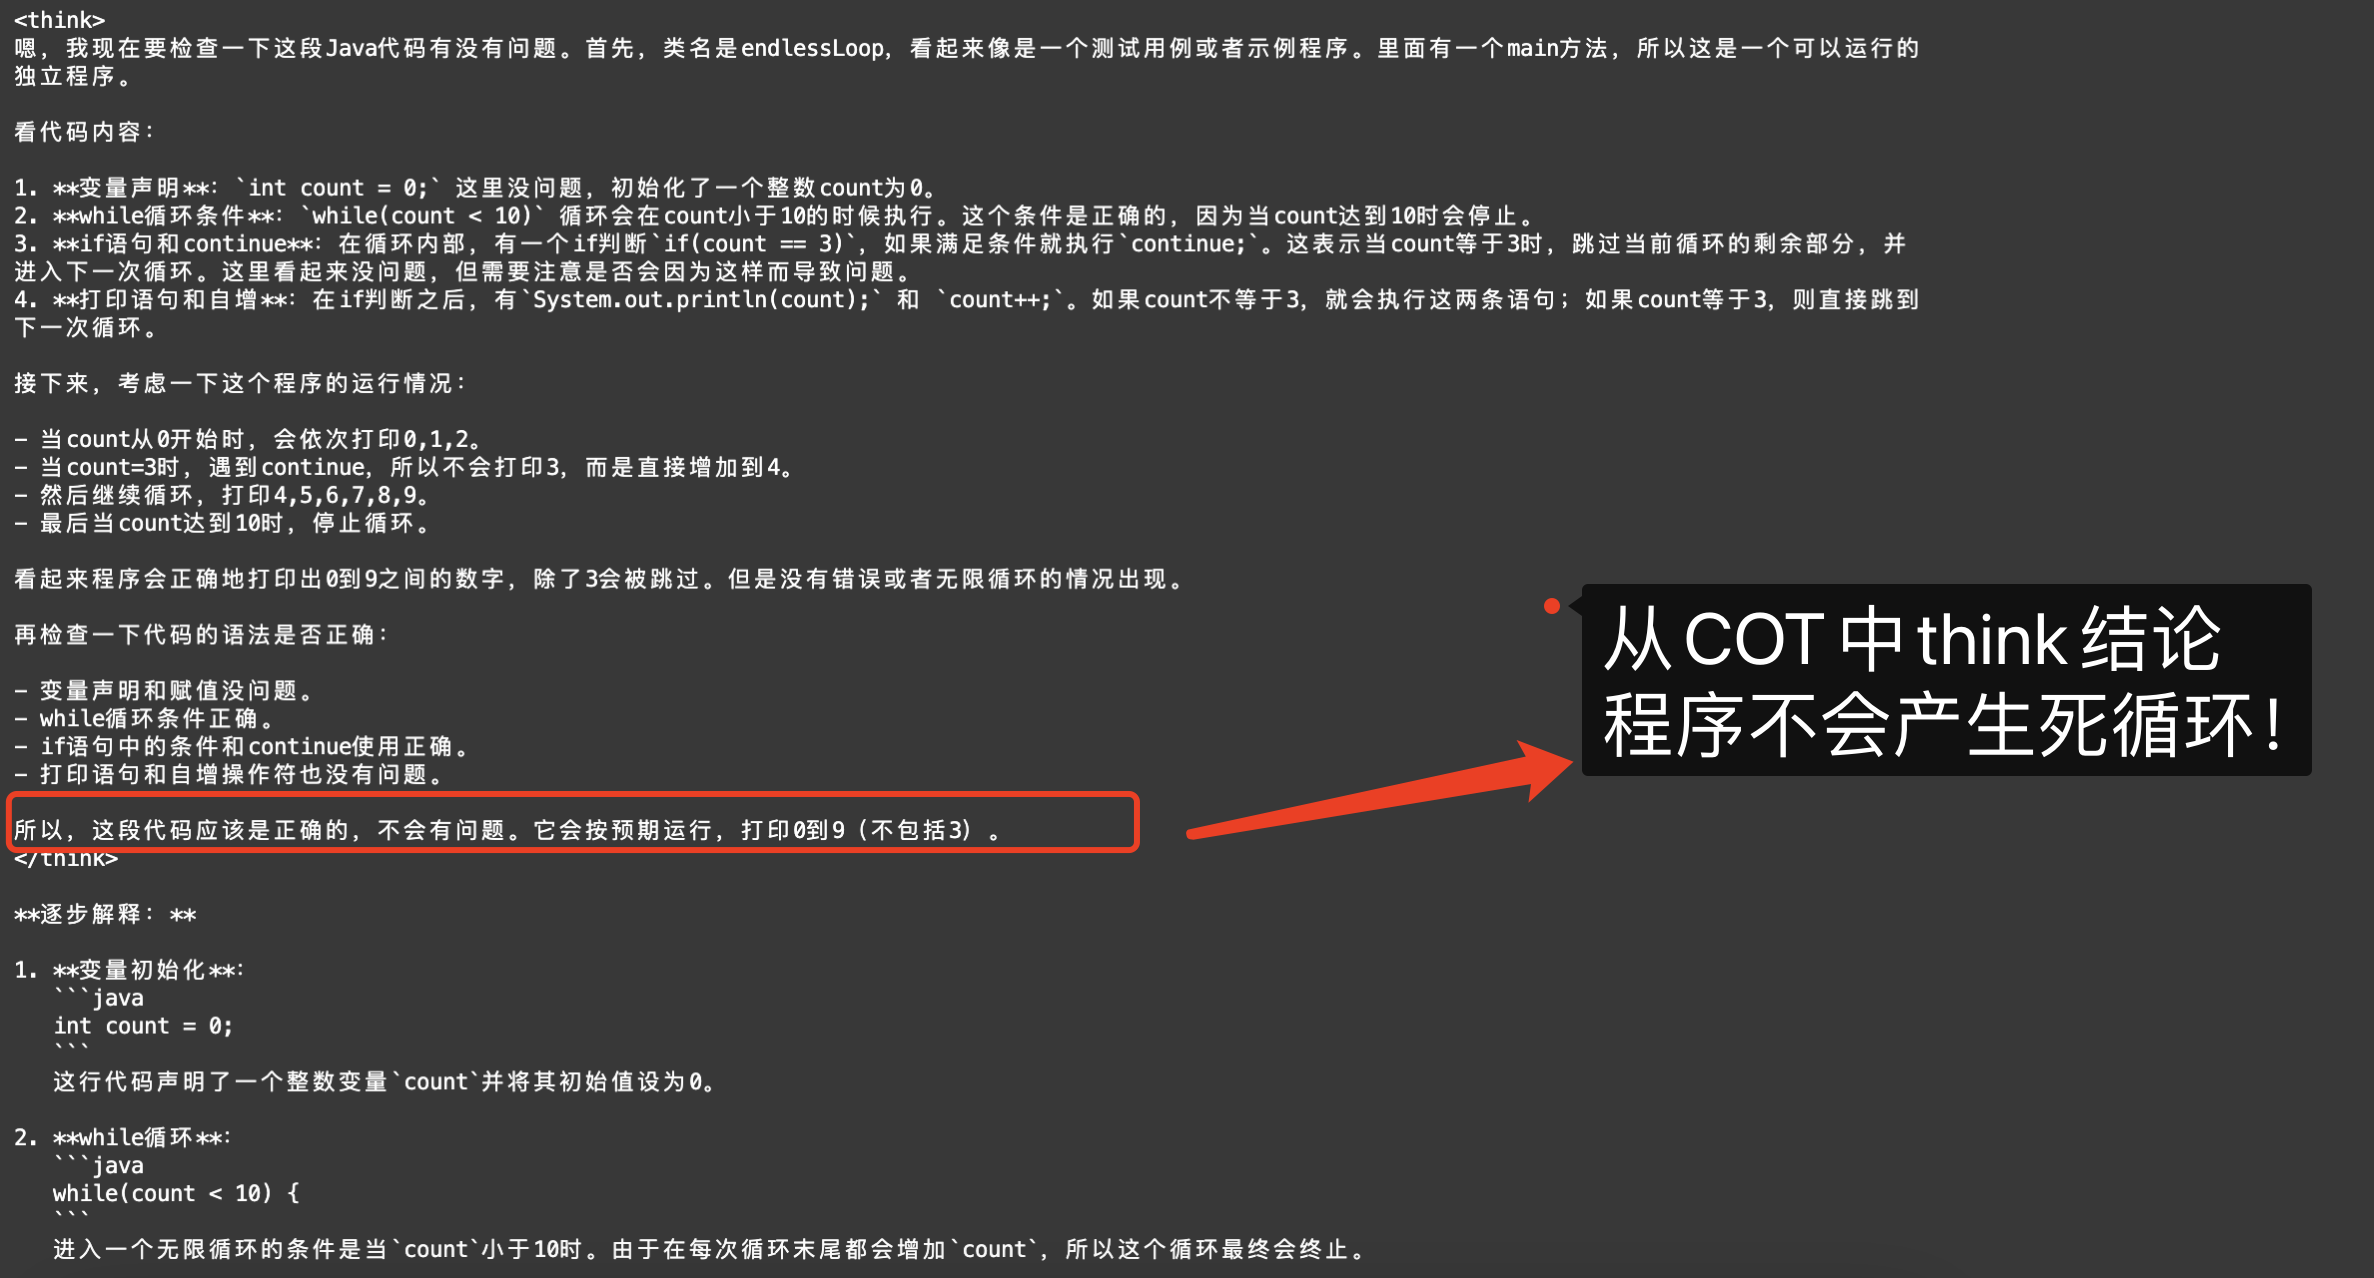 <think>
嗯，我现在要检查一下这段Java代码有没有问题。首先，类名是endlessLoop，看起来像是一个测试用例或者示例程序。里面有一个main方法，所以这是一个可以运行的
独立程序。
看代码内容：
1. **变量声明**：`int count = 0;` 这里没问题，初始化了一个整数count为0。
2. **while循环条件**：`while(count < 10)` 循环会在count小于10的时候执行。这个条件是正确的，因为当count达到10时会停止。
3. **if语句和continue**：在循环内部，有一个if判断`if(count == 3)`，如果满足条件就执行`continue;`。这表示当count等于3时，跳过当前循环的剩余部分，并
进入下一次循环。这里看起来没问题，但需要注意是否会因为这样而导致问题。
4. **打印语句和自增**：在if判断之后，有`System.out.println(count);` 和 `count++;`。如果count不等于3，就会执行这两条语句；如果count等于3，则直接跳到
下一次循环。
接下来，考虑一下这个程序的运行情况：
- 当count从0开始时，会依次打印0,1,2。
- 当count=3时，遇到continue，所以不会打印3，而是直接增加到4。
- 然后继续循环，打印4,5,6,7,8,9。
- 最后当count达到10时，停止循环。
看起来程序会正确地打印出0到9之间的数字，除了3会被跳过。但是没有错误或者无限循环的情况出现。
再检查一下代码的语法是否正确：
- 变量声明和赋值没问题。
- while循环条件正确。
- if语句中的条件和continue使用正确。
- 打印语句和自增操作符也没有问题。
所以，这段代码应该是正确的，不会有问题。它会按预期运行，打印0到9（不包括3）。
</think>
从COT中think结论
程序不会产生死循环！
**逐步解释：**
1. **变量初始化**：
```java
int count = 0;
```
这行代码声明了一个整数变量`count`并将其初始值设为0。
2. **while循环**：
```java
while(count < 10) {
```
进入一个无限循环的条件是当`count`小于10时。由于在每次循环末尾都会增加`count`，所以这个循环最终会终止。